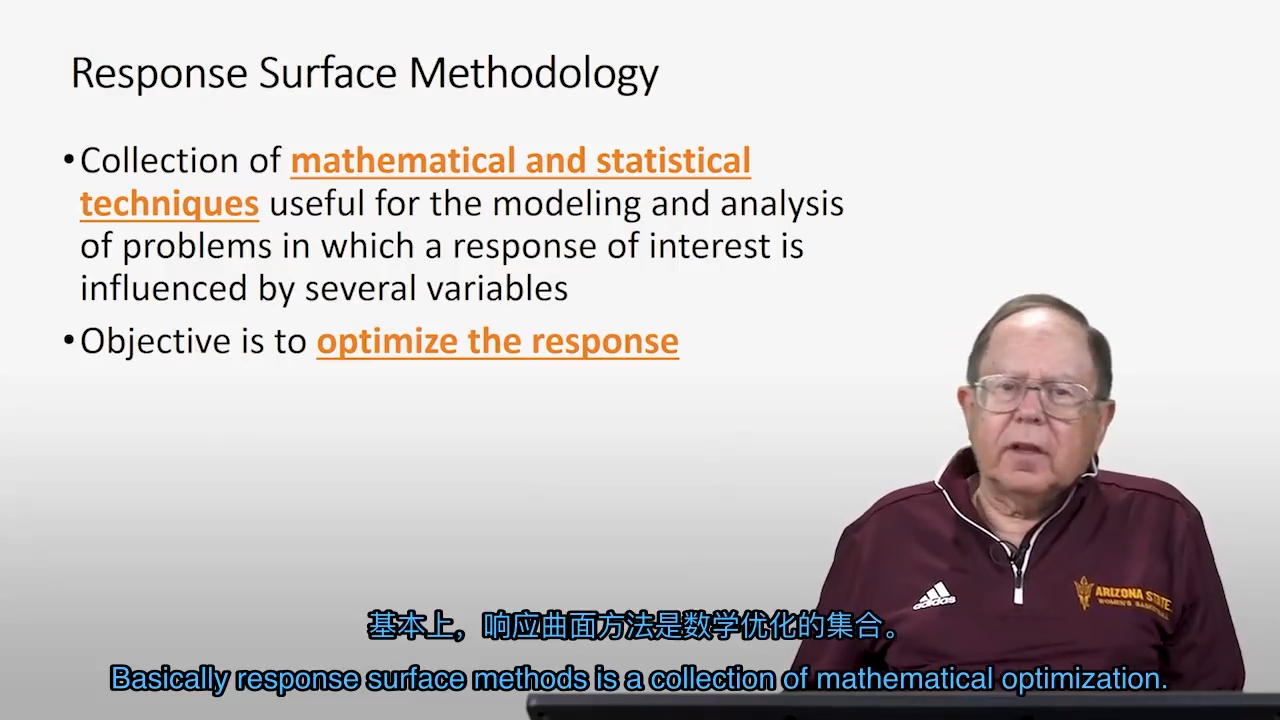 Response Surface Methodology
•Collection of mathematical and statistical
techniques useful for the modeling and analysis
of problems in which a response of interest is
influenced by several variables
•Objective is to optimize the response
adidas
ARIZONA STATE
WOMEN'S
基本上，响应曲面方法是数学优化的集合。
Basically response surface methods is a collection of mathematical optimization.